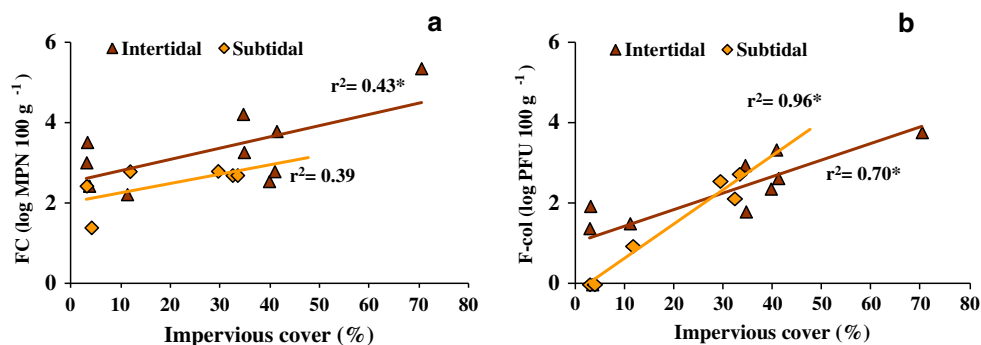 a
FC (log MPN 100 g⁻¹)
Intertidal Subtidal
6
4
2
0
r²= 0.43*
r²= 0.39
0 10 20 30 40 50 60 70 80
Impervious cover (%)
b
F-col (log PFU 100 g⁻¹)
Intertidal Subtidal
6
4
2
0
r²= 0.96*
r²= 0.70*
0 10 20 30 40 50 60 70 80
Impervious cover (%)